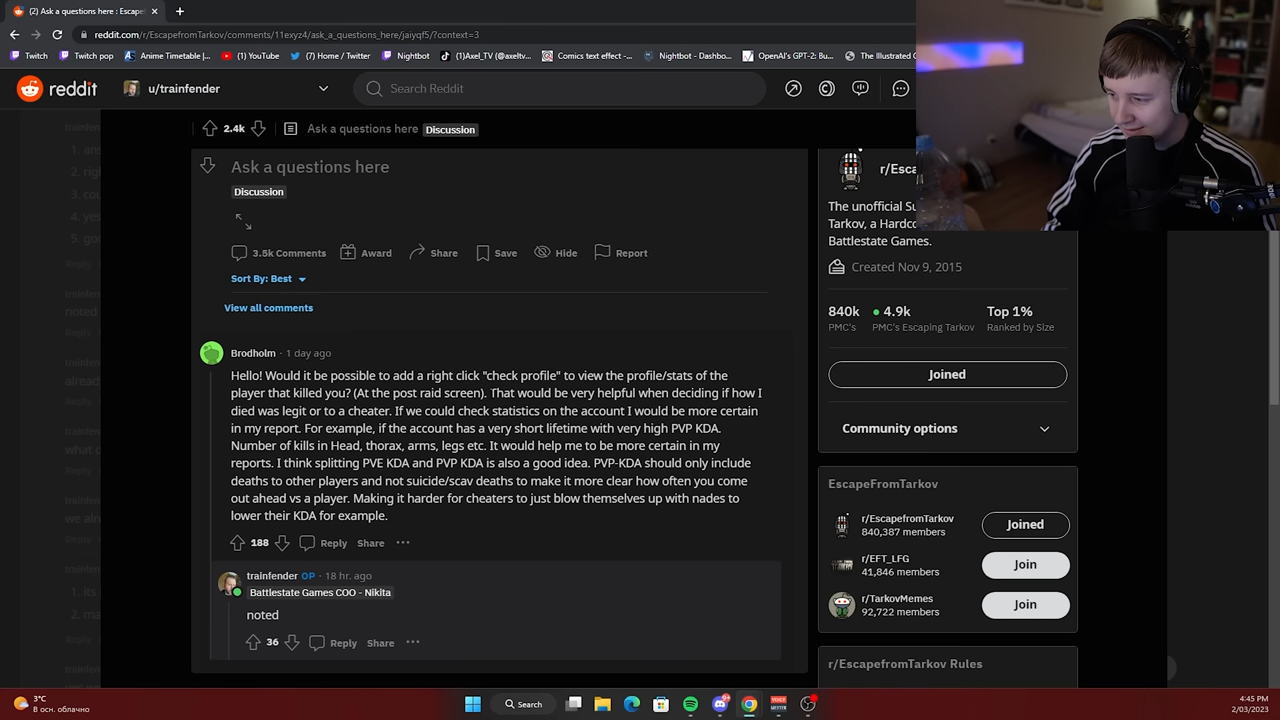 (2) Ask a questions here : Escape
reddit.com/r/EscapefromTarkov/comments/11exyz4/ask_a_questions_here/jaiyqf5/?context=3
Twitch
Twitch pop
Anime Timetable |...
(1) YouTube
(7) Home / Twitter
Nightbot
(1)Axel_TV (@axeltv...
Comics text effect -...
Nightbot - Dashbo...
OpenAI's GPT-2: Bu...
The Illustrated G
reddit
u/trainfender
Search Reddit
2.4k
Ask a questions here
Discussion
Ask a questions here
Discussion
3.5k Comments
Award
Share
Save
Hide
Report
Sort By: Best
View all comments
Brodholm · 1 day ago
Hello! Would it be possible to add a right click "check profile" to view the profile/stats of the
player that killed you? (At the post raid screen). That would be very helpful when deciding if how I
died was legit or to a cheater. If we could check statistics on the account I would be more certain
in my report. For example, if the account has a very short lifetime with very high PVP KDA.
Number of kills in Head, thorax, arms, legs etc. It would help me to be more certain in my
reports. I think splitting PVE KDA and PVP KDA is also a good idea. PVP-KDA should only include
deaths to other players and not suicide/scav deaths to make it more clear how often you come
out ahead vs a player. Making it harder for cheaters to just blow themselves up with nades to
lower their KDA for example.
188
Reply
Share
trainfender OP · 18 hr. ago
Battlestate Games COO - Nikita
noted
36
Reply
Share
r/Esca
The unofficial Su
Tarkov, a Hardco
Battlestate Games.
Created Nov 9, 2015
840k
4.9k
Top 1%
PMC's
PMC's Escaping Tarkov
Ranked by Size
Joined
Community options
EscapeFromTarkov
r/EscapefromTarkov
840,387 members
Joined
r/EFT_LFG
41,846 members
Join
r/TarkovMemes
92,722 members
Join
r/EscapefromTarkov Rules
3°C
В осн. облачно
Search
4:45 PM
2/03/2023